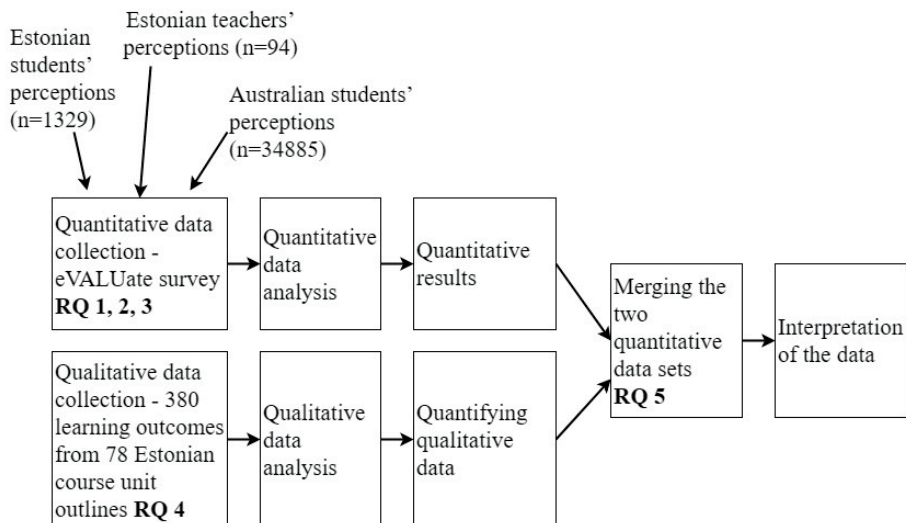 Estonian
students’
perceptions
(n=1329)
Estonian teachers’
perceptions (n=94)
Australian students’
perceptions
(n=34885)
Quantitative data
collection -
eVALUate survey
RQ 1, 2, 3
Quantitative
data
analysis
Quantitative
results
Merging the
two
quantitative
data sets
RQ 5
Interpretation
of the data
Qualitative data
collection - 380
learning outcomes
from 78 Estonian
course unit
outlines RQ 4
Qualitative
data
analysis
Quantifying
qualitative
data